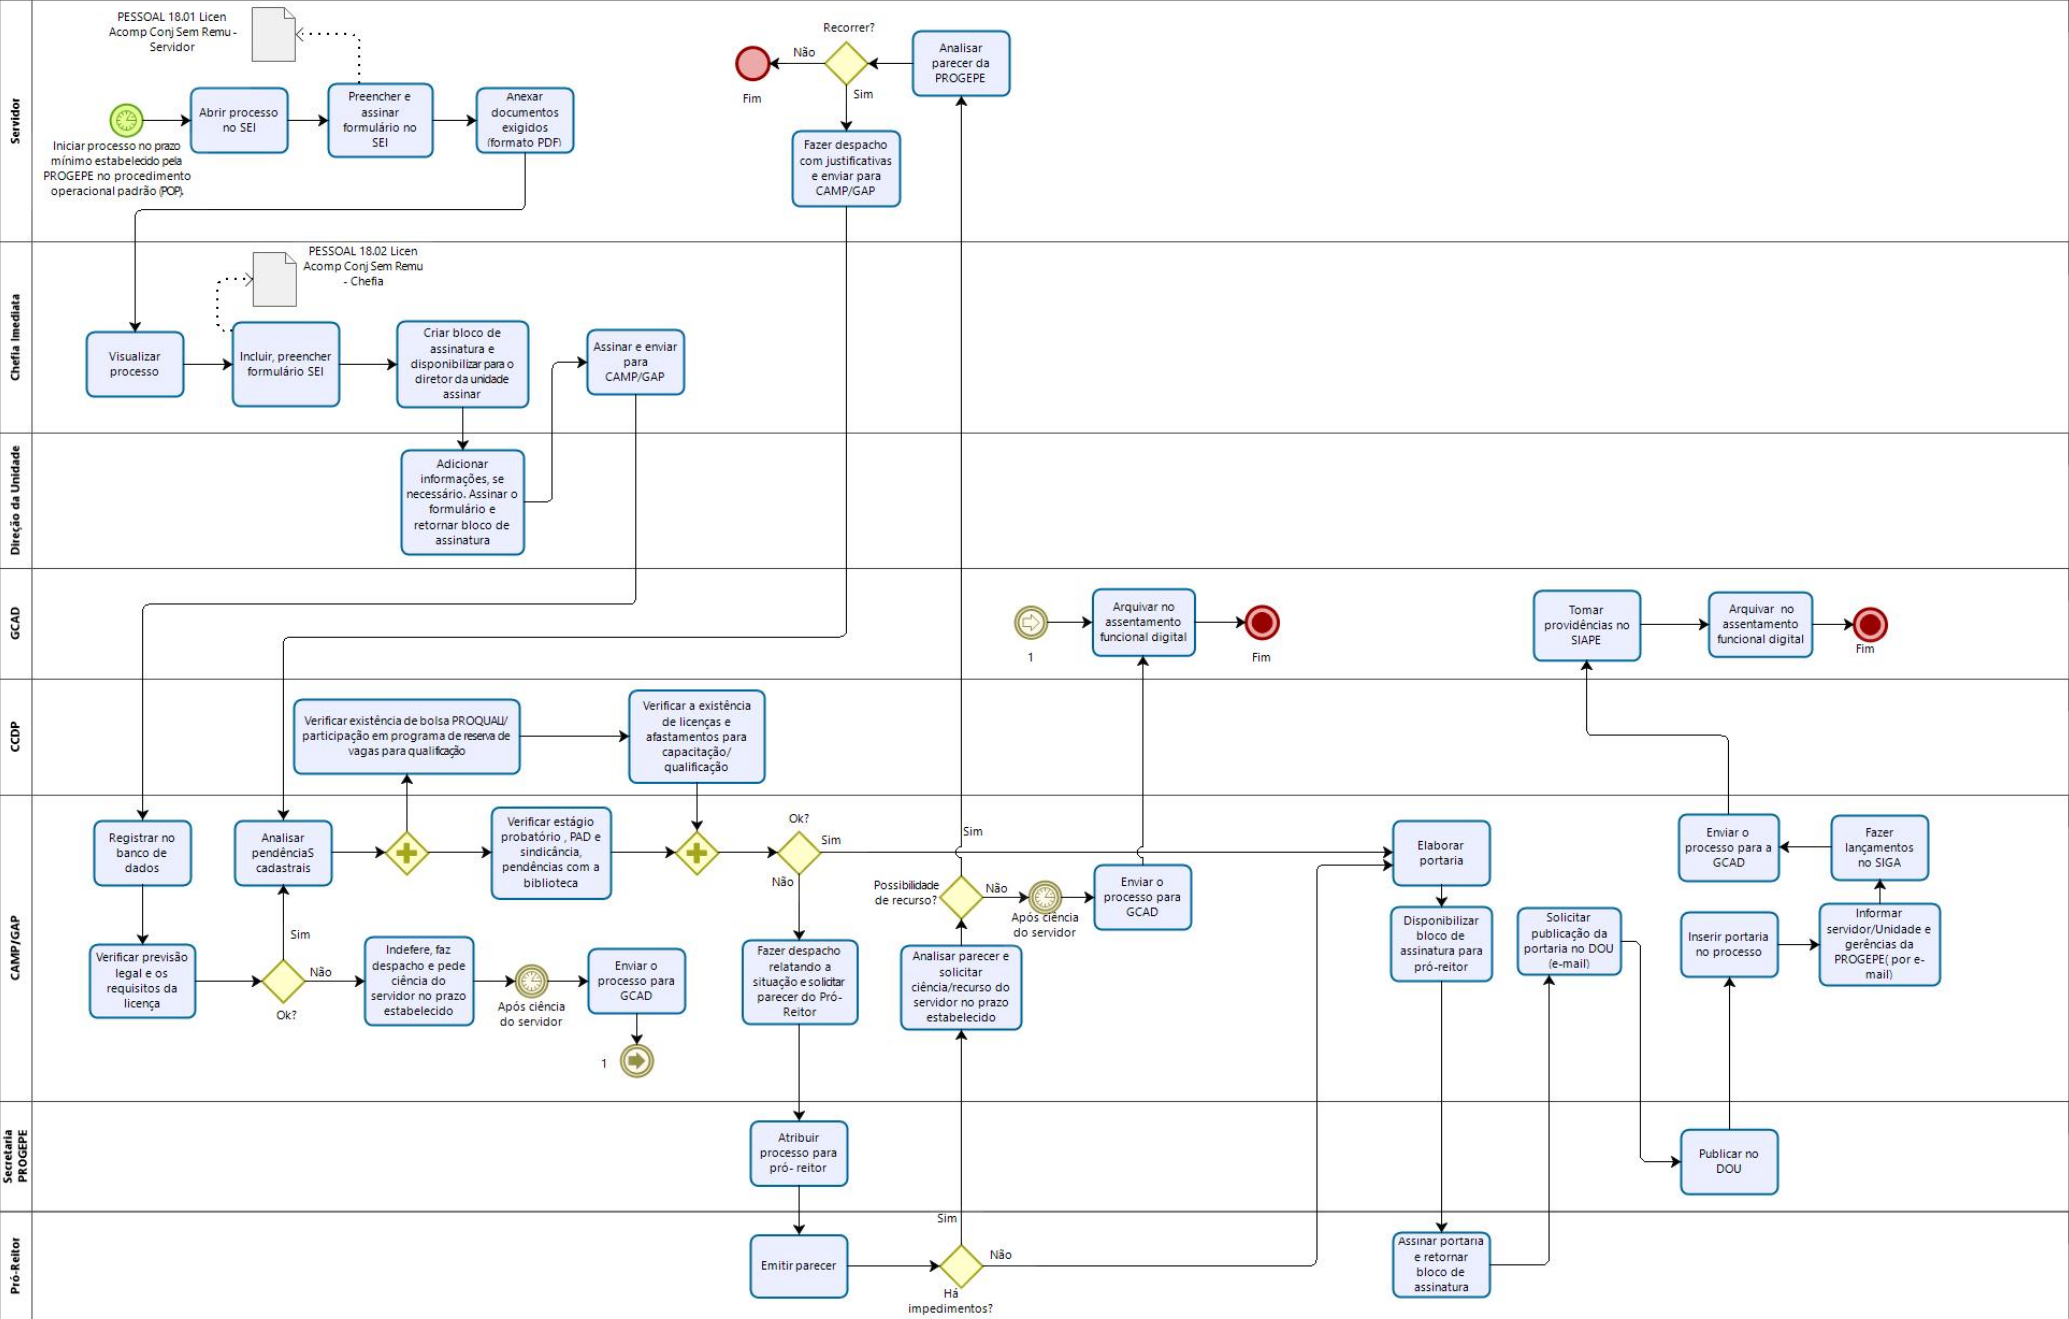 Servidor
PESSOAL 18.01 Licen
Acomp Conj Sem Remu -
Servidor
Iniciar processo no prazo
mínimo estabelecido pela
PROGEPE no procedimento
operacional padrão (POP).
Abrir processo
no SEI
Preencher e
assinar
formulário no
SEI
Anexar
documentos
exigidos
(formato PDF)
Fim
Não
Recorrer?
Sim
Analisar
parecer da
PROGEPE
Fazer despacho
com justificativas
e enviar para
CAMP/GAP
Chefia Imediata
PESSOAL 18.02 Licen
Acomp Conj Sem Remu
- Chefia
Visualizar
processo
Incluir, preencher
formulário SEI
Criar bloco de
assinatura e
disponibilizar para o
diretor da unidade
assinar
Assinar e enviar
para
CAMP/GAP
Direção da Unidade
Adicionar
informações, se
necessário. Assinar o
formulário e
retornar bloco de
assinatura
GCAD
1
Arquivar no
assentamento
funcional digital
Fim
Tomar
providências no
SIAPE
Arquivar no
assentamento
funcional digital
Fim
CCDP
Verificar existência de bolsa PROQUALI/
participação em programa de reserva de
vagas para qualificação
Verificar a existência
de licenças e
afastamentos para
capacitação/
qualificação
CAMP/GAP
Registrar no
banco de
dados
Analisar
pendênciaS
cadastrais
Verificar estágio
probatório , PAD e
sindicância,
pendências com a
biblioteca
Ok?
Sim
Não
Verificar previsão
legal e os
requisitos da
licença
Sim
Não
Ok?
Indefere, faz
despacho e pede
ciência do
servidor no prazo
estabelecido
Após ciência
do servidor
Enviar o
processo para
GCAD
1
Fazer despacho
relatando a
situação e solicitar
parecer do Pró-
Reitor
Sim
Possibilidade
de recurso?
Não
Após ciência
do servidor
Enviar o
processo para
GCAD
Analisar parecer e
solicitar
ciência/recurso do
servidor no prazo
estabelecido
Elaborar
portaria
Disponibilizar
bloco de
assinatura para
pró-reitor
Solicitar
publicação da
portaria no DOU
(e-mail)
Enviar o
processo para a
GCAD
Fazer
lançamentos
no SIGA
Inserir portaria
no processo
Informar
servidor/Unidade e
gerências da
PROGEPE( por e-
mail)
Secretaria
PROGEPE
Atribuir
processo para
pró- reitor
Publicar no
DOU
Pró-Reitor
Emitir parecer
Sim
Não
Há
impedimentos?
Assinar portaria
e retornar
bloco de
assinatura